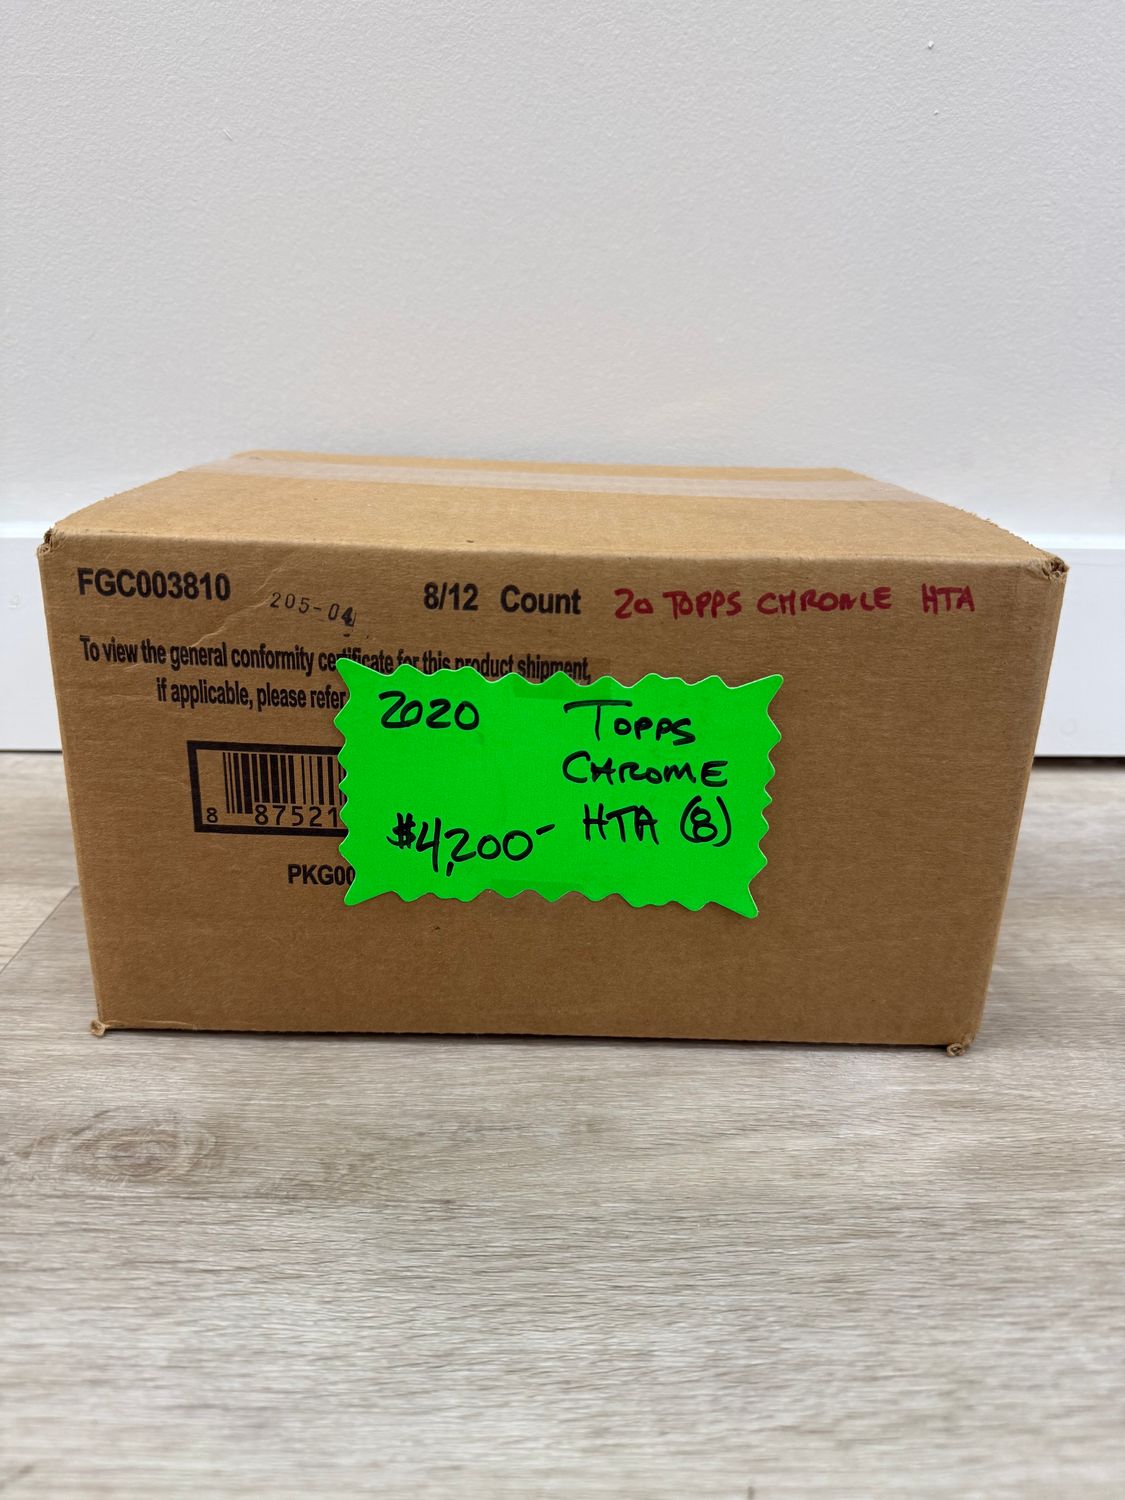 FGC003810
205-04
8/12 Count
20 TOPPS CHROME HTA
To view the general conformity certificate for this product shipment,
if applicable, please refer
2020
TOPPS
CHROME
HTA (8)
$4,200-
8 87521
PKG00